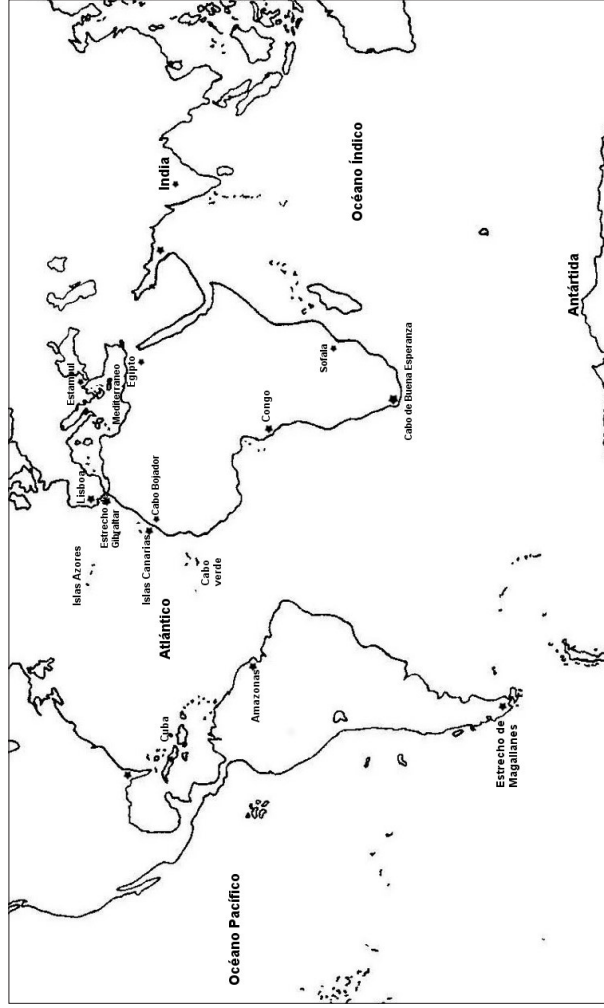 Estambul
Lisboa
Islas Azores
Mediterraneo
Estrecho
Gibraltar
Egipto
India
Cabo Bojador
Islas Canarias
Cuba
Atlántico
Cabo
verde
Océano Pacífico
Amazonas
Congo
Sofala
Océano Índico
Cabo de Buena Esperanza
Estrecho de
Magallanes
Antártida